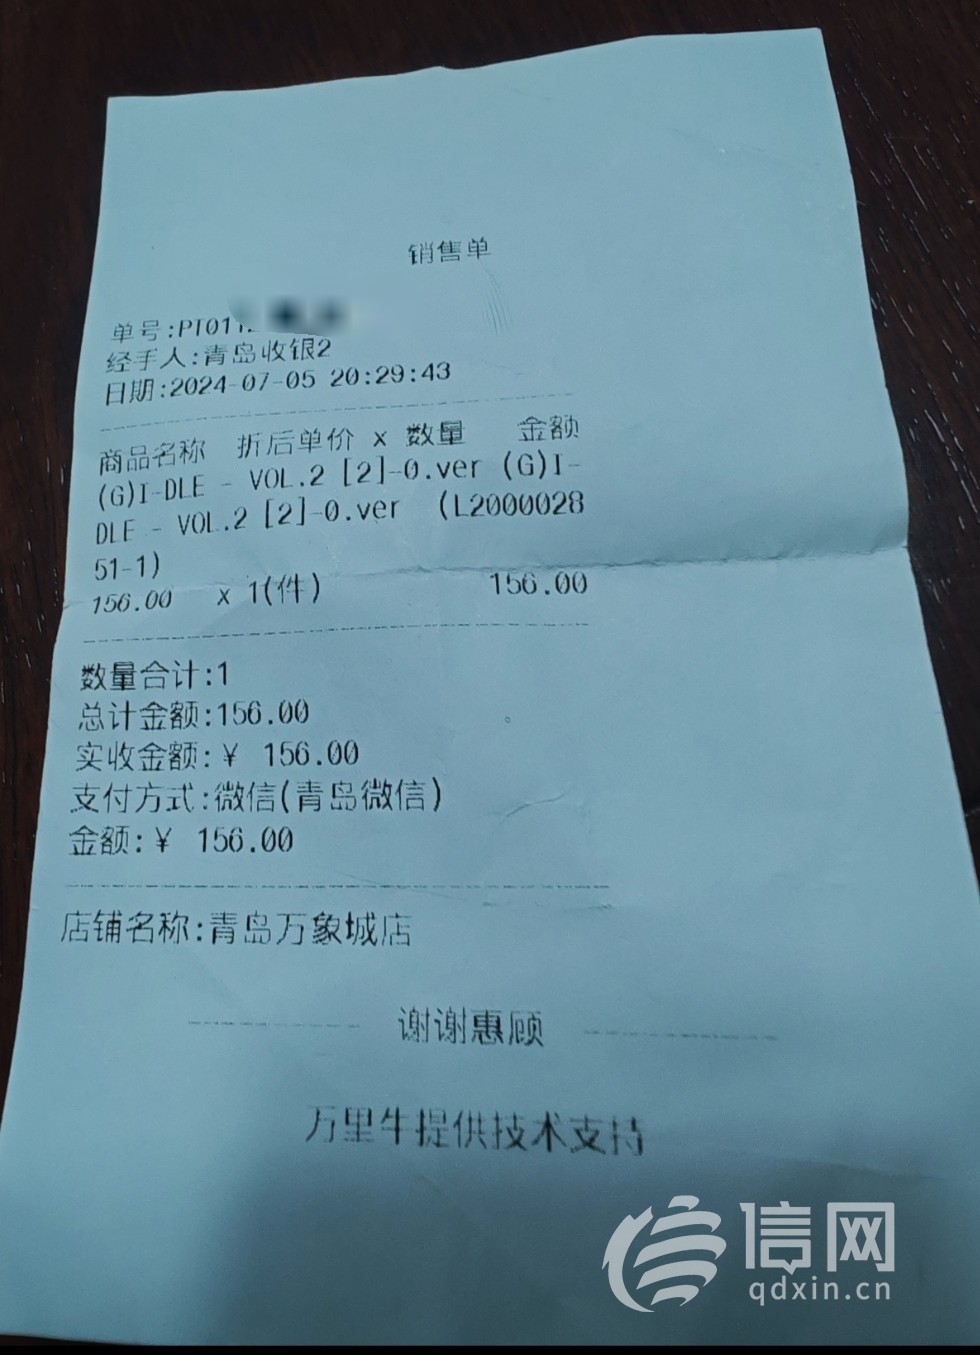 销售单
单号:PT011
经手人:青岛收银2
日期:2024-07-05 20:29:43
商品名称 折后单价 x 数量 金额
(G)I-DLE - VOL.2 [2]-0.ver (G)I-
DLE - VOL.2 [2]-0.ver (L2000028
51-1)
156.00 x 1(件) 156.00
数量合计:1
总计金额:156.00
实收金额:¥ 156.00
支付方式:微信(青岛微信)
金额:¥ 156.00
店铺名称:青岛万象城店
谢谢惠顾
万里牛提供技术支持
信网
qdxin.cn